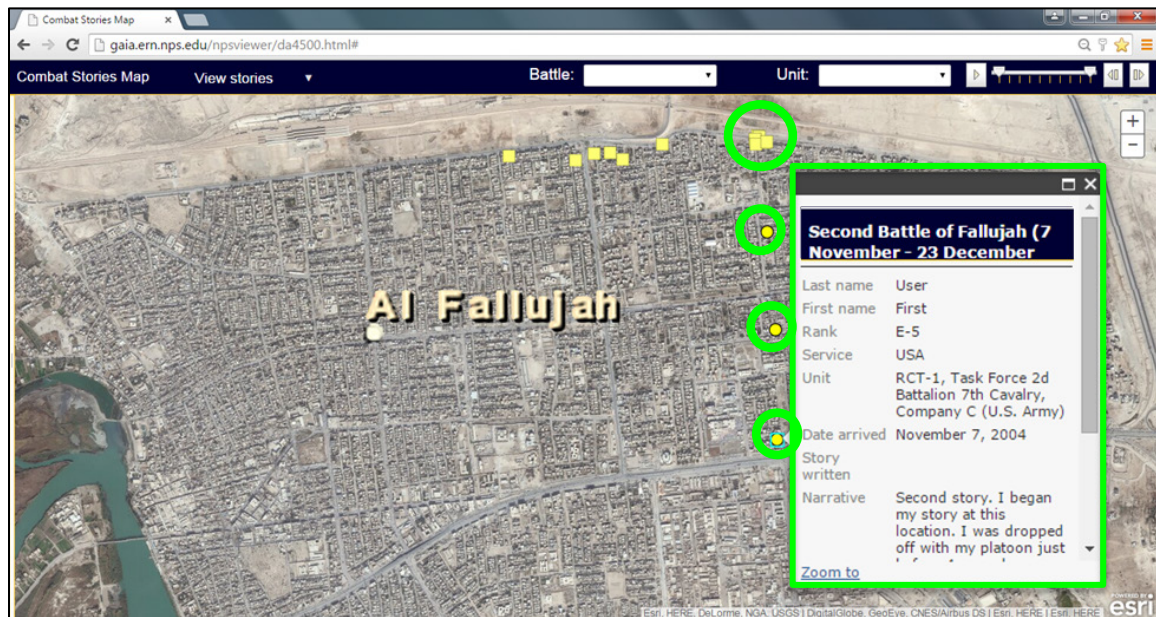 Combat Stories Map
gaia.ern.nps.edu/npsviewer/da4500.html#
Combat Stories Map View stories Battle: Unit:
Al Fallujah
Second Battle of Fallujah (7
November - 23 December
Last name User
First name First
Rank E-5
Service USA
Unit RCT-1, Task Force 2d
Battalion 7th Cavalry,
Company C (U.S. Army)
Date arrived November 7, 2004
Story
written
Narrative Second story. I began
my story at this
location. I was dropped
off with my platoon just
Zoom to
Esri, HERE, DeLorme, NGA, USGS | DigitalGlobe, GeoEye, CNES/Airbus DS | Esri, HERE | Esri, HERE
POWERED BY
esri